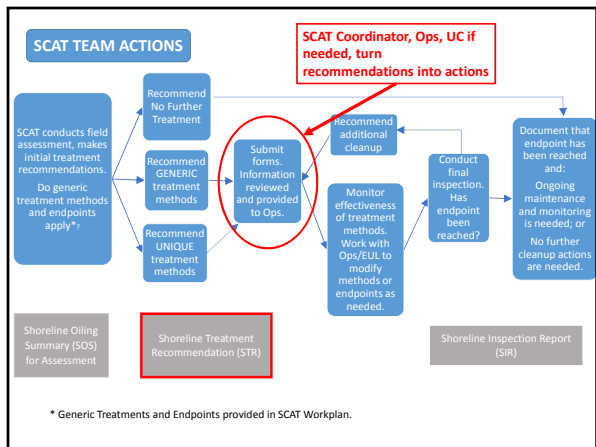 SCAT TEAM ACTIONS
SCAT Coordinator, Ops, UC if
needed, turn
recommendations into actions
SCAT conducts field
assessment, makes
initial treatment
recommendations.
Do generic
treatment methods
and endpoints
apply*?
Recommend
No Further
Treatment
Recommend
GENERIC
treatment
methods
Recommend
UNIQUE
treatment
methods
Submit
forms.
Information
reviewed
and provided
to Ops.
Recommend
additional
cleanup
Monitor
effectiveness of
treatment methods.
Work with
Ops/EUL to
modify
methods or
endpoints as
needed.
Conduct
final
inspection.
Has
endpoint
been
reached?
Document that
endpoint has
been reached
and:
Ongoing
maintenance
and monitoring
is needed; or
No further
cleanup actions
are needed.
Shoreline Oiling
Summary (SOS)
for Assessment
Shoreline Treatment
Recommendation (STR)
Shoreline Inspection Report
(SIR)
* Generic Treatments and Endpoints provided in SCAT Workplan.